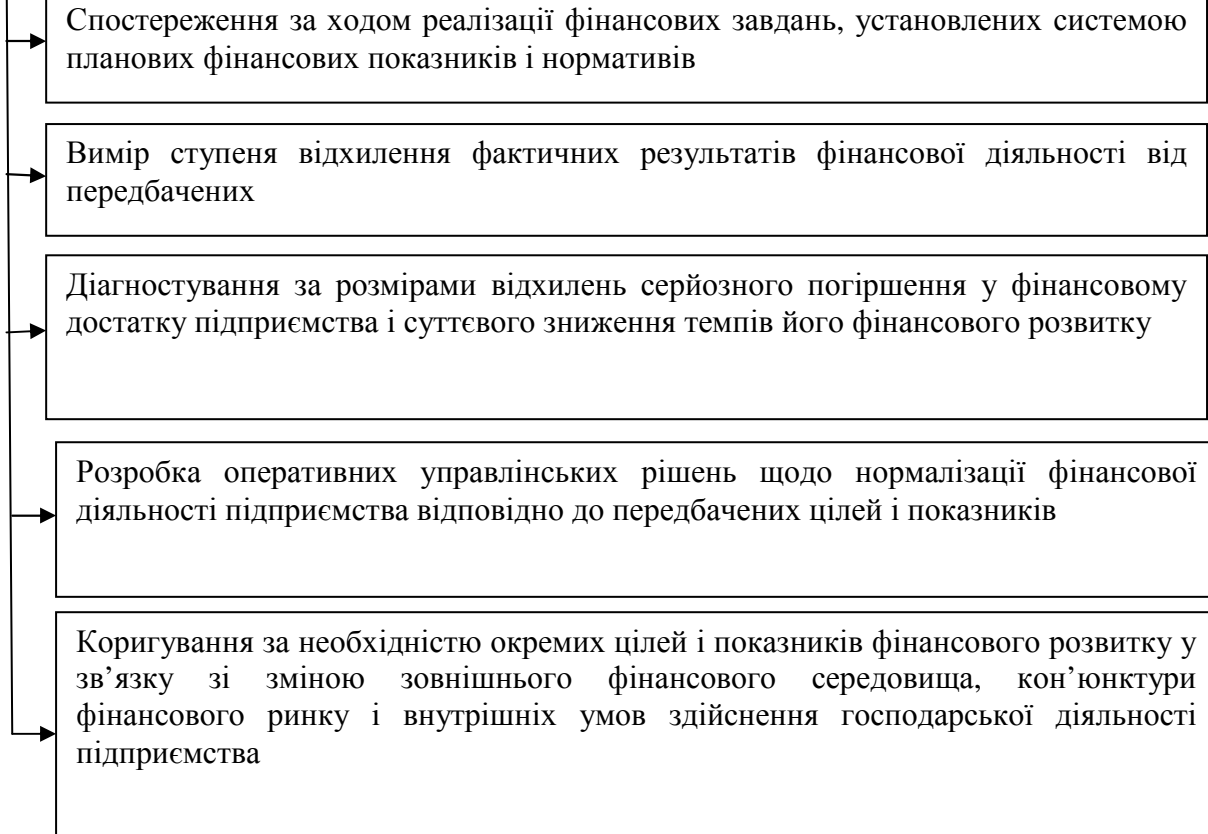 Спостереження за ходом реалізації фінансових завдань, установлених системою
планових фінансових показників і нормативів
Вимір ступеня відхилення фактичних результатів фінансової діяльності від
передбачених
Діагностування за розмірами відхилень серйозного погіршення у фінансовому
достатку підприємства і суттєвого зниження темпів його фінансового розвитку
Розробка оперативних управлінських рішень щодо нормалізації фінансової
діяльності підприємства відповідно до передбачених цілей і показників
Коригування за необхідністю окремих цілей і показників фінансового розвитку у
зв’язку зі зміною зовнішнього фінансового середовища, кон’юнктури
фінансового ринку і внутрішніх умов здійснення господарської діяльності
підприємства